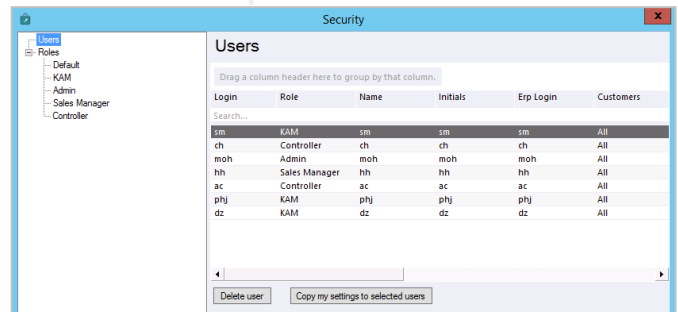 Security
x
Users
Roles
Default
KAM
Admin
Sales Manager
Controller
Users
Drag a column header here to group by that column.
Login Role Name Initials Erp Login Customers
Search...
sm KAM sm sm sm All
ch Controller ch ch ch All
moh Admin moh moh moh All
hh Sales Manager hh hh hh All
ac Controller ac ac ac All
phj KAM phj phj phj All
dz KAM dz dz dz All
Delete user Copy my settings to selected users